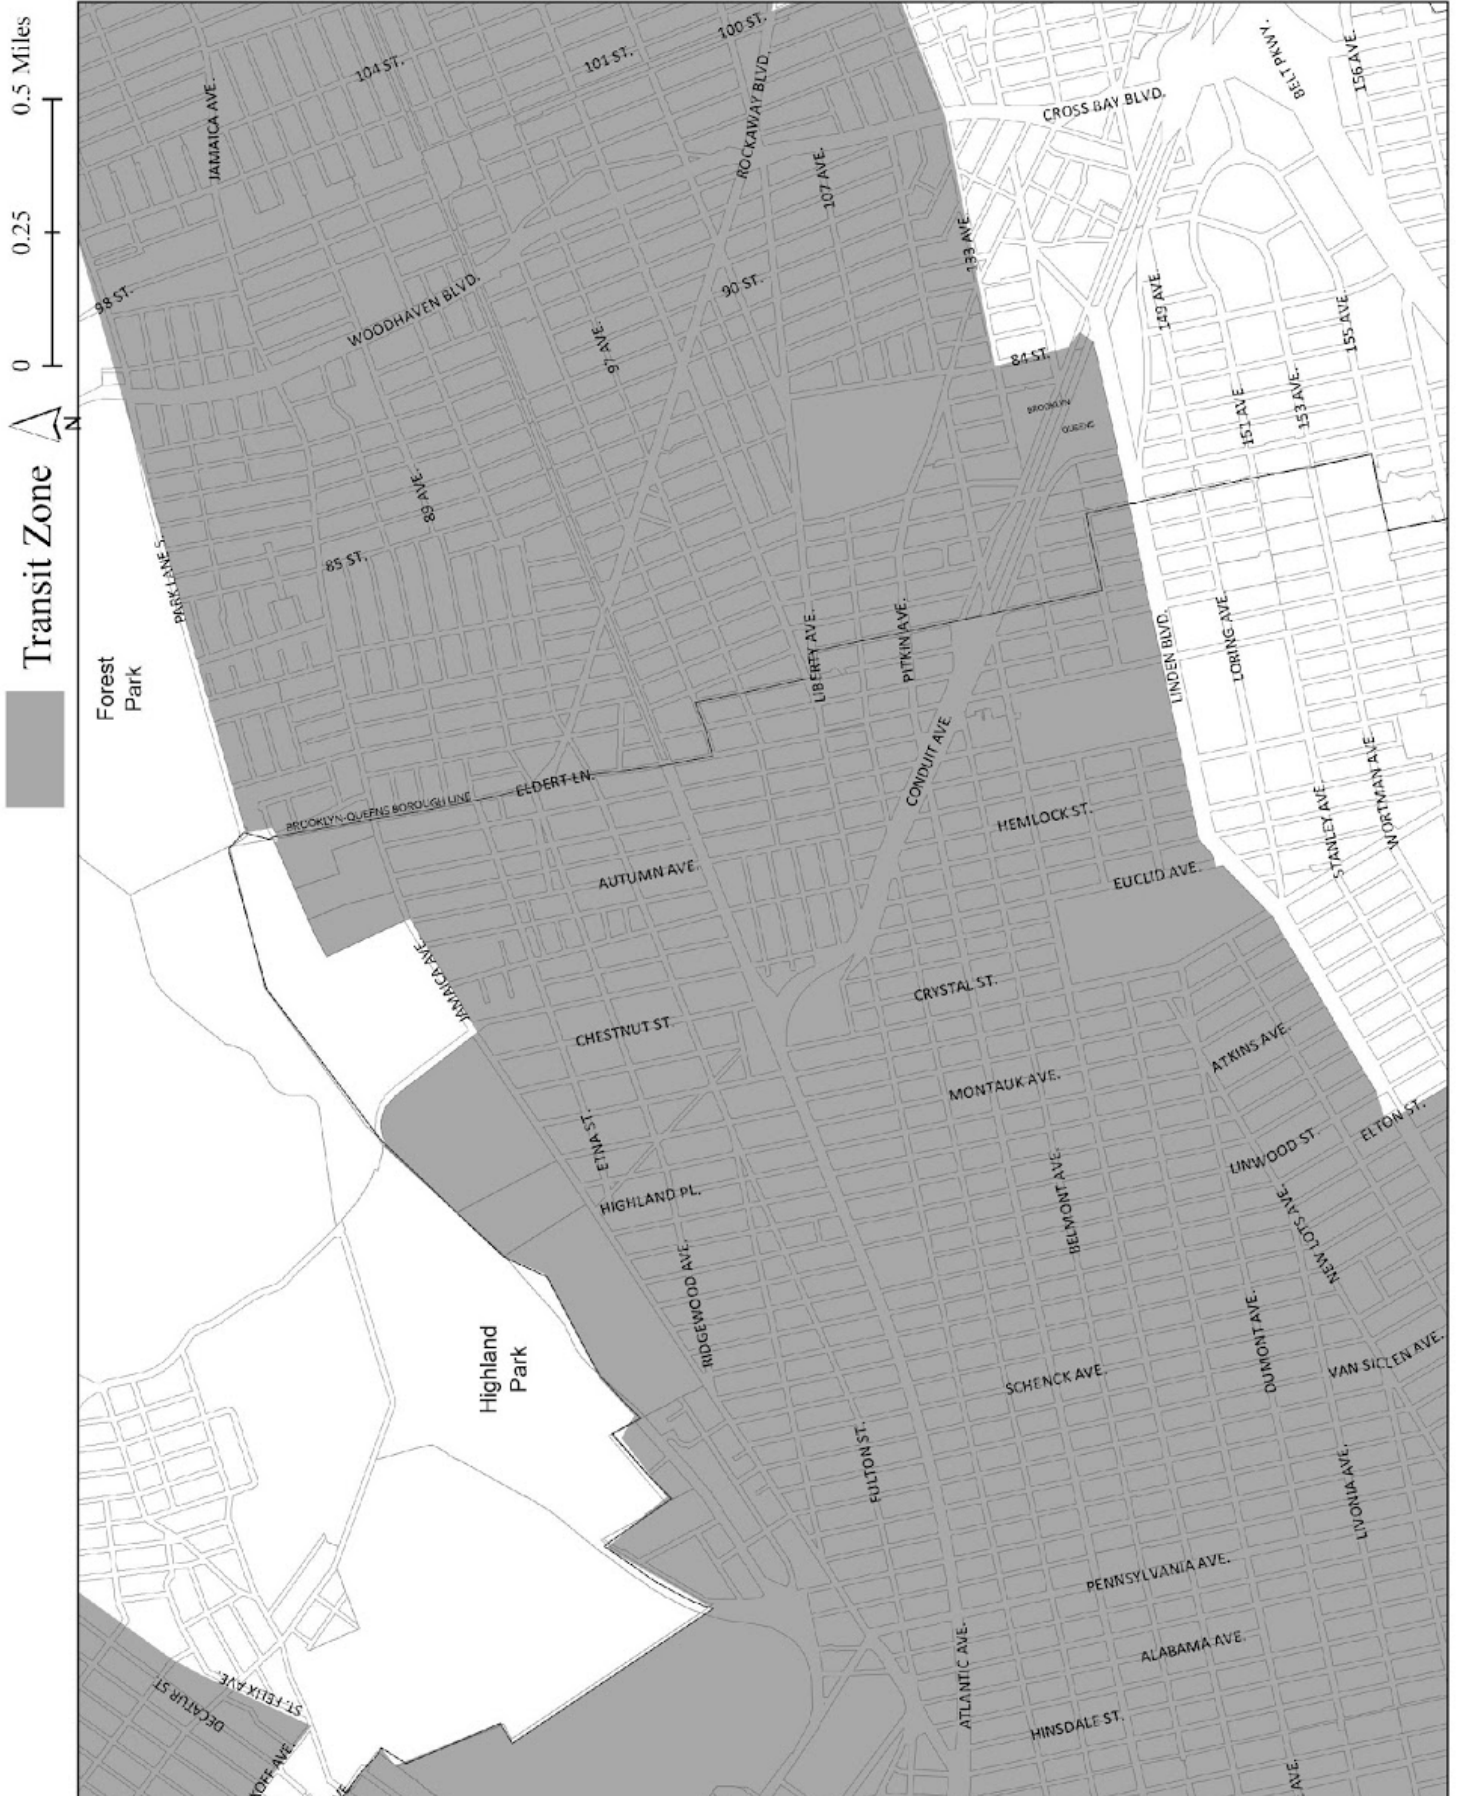 Transit Zone
N
0
0.25
0.5 Miles
JAMAICA AVE.
104 ST.
101 ST.
100 ST.
ROCKAWAY BLVD.
107 AVE.
CROSS BAY BLVD.
BELT PKWY.
156 AVE.
98 ST.
WOODHAVEN BLVD.
97 AVE.
90 ST.
133 AVE.
84 ST.
149 AVE.
155 AVE.
BROOKLYN
QUEENS
151 AVE.
153 AVE.
89 AVE.
85 ST.
PARK LANE S.
Forest
Park
LIBERTY AVE.
PITKIN AVE.
LINDEN BLVD.
LORING AVE.
BROOKLYN-QUEENS BOROUGH LINE
ELDERT LN.
CONDUIT AVE.
HEMLOCK ST.
STANLEY AVE.
WORTMAN AVE.
AUTUMN AVE.
EUCLID AVE.
JAMAICA AVE.
CRYSTAL ST.
CHESTNUT ST.
ATKINS AVE.
MONTAUK AVE.
ETNA ST.
ELTON ST.
LINWOOD ST.
HIGHLAND PL.
BELMONT AVE.
NEW LOTS AVE.
RIDGEWOOD AVE.
Highland
Park
SCHENCK AVE.
DUMONT AVE.
VAN SICLEN AVE.
FULTON ST.
LIVONIA AVE.
PENNSYLVANIA AVE.
ALABAMA AVE.
ATLANTIC AVE.
HINSDALE ST.
ST. FELIX AVE.
DECATUR ST.
KOFF AVE.
VE.
AVE.